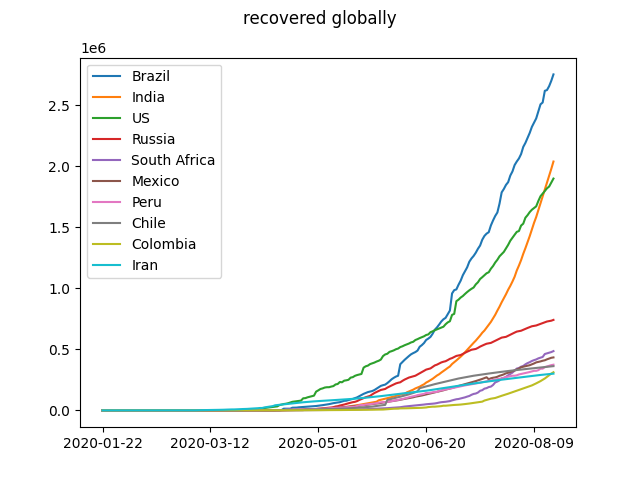 recovered globally
1e6
Brazil
India
US
Russia
South Africa
Mexico
Peru
Chile
Colombia
Iran
2.5
2.0
1.5
1.0
0.5
0.0
2020-01-22 2020-03-12 2020-05-01 2020-06-20 2020-08-09